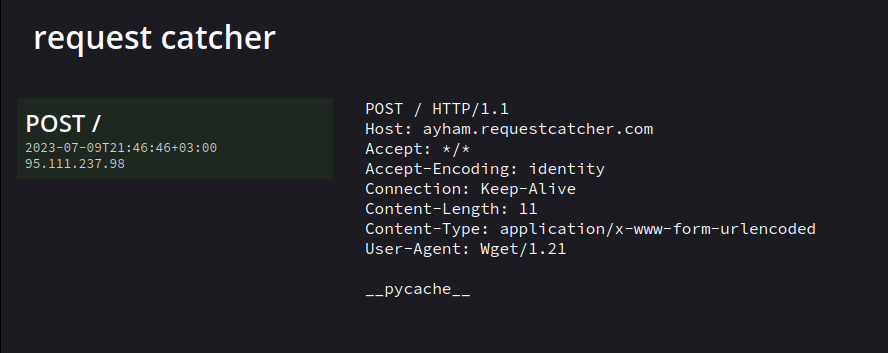 request catcher
POST /
2023-07-09T21:46:46+03:00
95.111.237.98
POST / HTTP/1.1
Host: ayham.requestcatcher.com
Accept: */*
Accept-Encoding: identity
Connection: Keep-Alive
Content-Length: 11
Content-Type: application/x-www-form-urlencoded
User-Agent: Wget/1.21
__pycache__